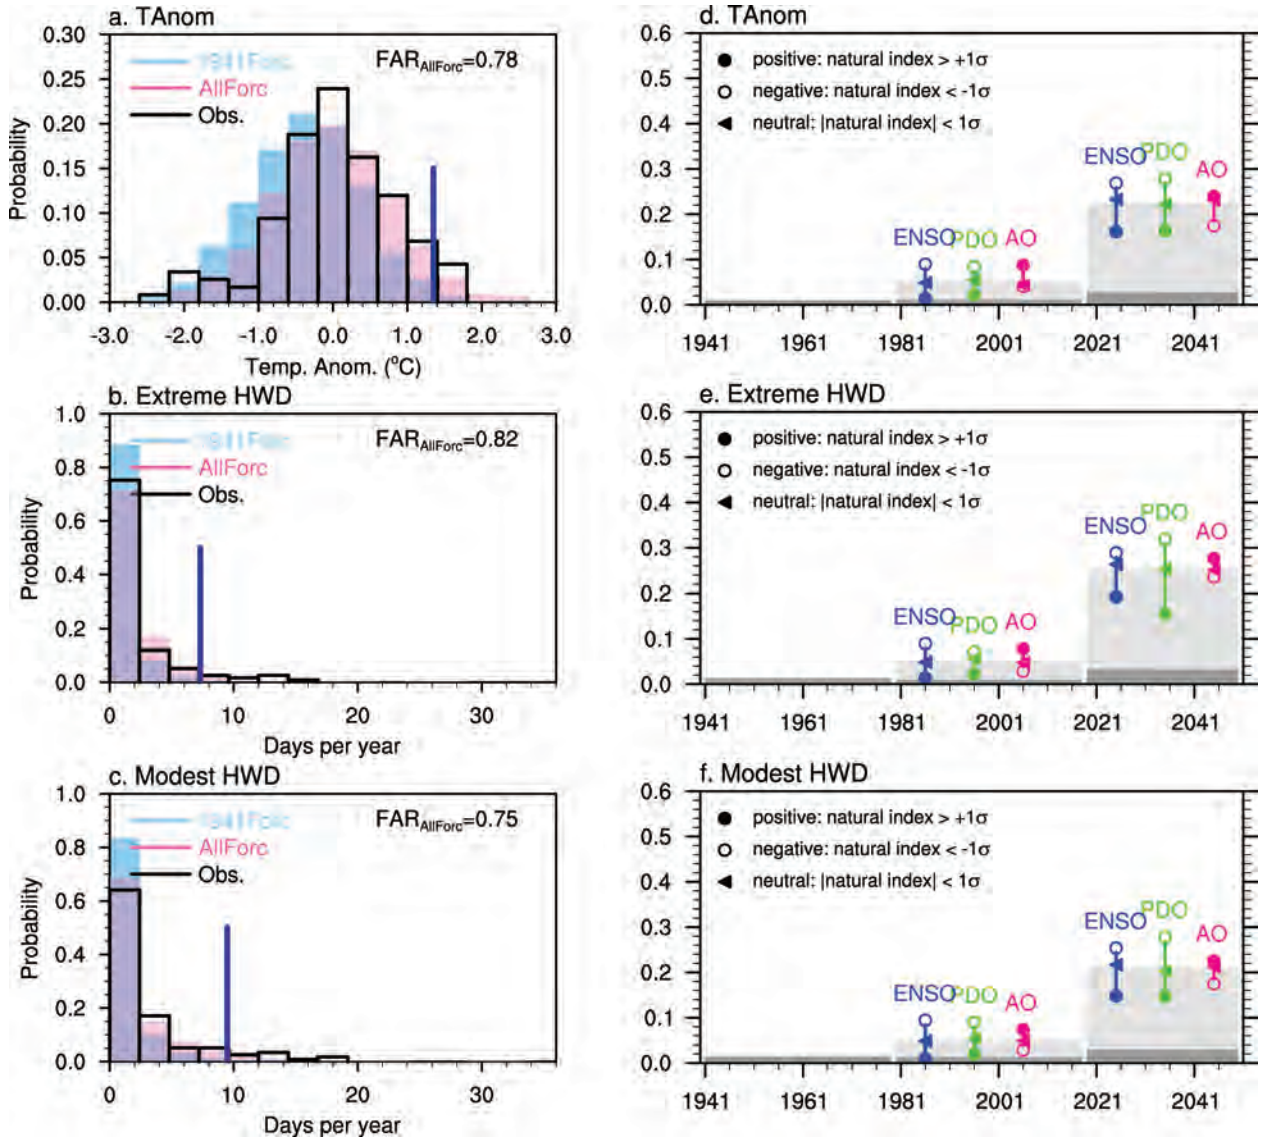 a. TAnom
0.30
0.25
0.20
0.15
0.10
0.05
0.00
Probability
1941Forc
AllForc
Obs.
FAR_AllForc=0.78
-3.0 -2.0 -1.0 0.0 1.0 2.0 3.0
Temp. Anom. (°C)
b. Extreme HWD
1.0
0.8
0.6
0.4
0.2
0.0
Probability
1941Forc
AllForc
Obs.
FAR_AllForc=0.82
0 10 20 30
Days per year
c. Modest HWD
1.0
0.8
0.6
0.4
0.2
0.0
Probability
1941Forc
AllForc
Obs.
FAR_AllForc=0.75
0 10 20 30
Days per year
d. TAnom
0.6
0.5
0.4
0.3
0.2
0.1
0.0
positive: natural index > +1σ
negative: natural index < -1σ
neutral: |natural index| < 1σ
ENSO PDO AO
ENSO PDO AO
1941 1961 1981 2001 2021 2041
e. Extreme HWD
0.6
0.5
0.4
0.3
0.2
0.1
0.0
positive: natural index > +1σ
negative: natural index < -1σ
neutral: |natural index| < 1σ
ENSO PDO AO
ENSO PDO AO
1941 1961 1981 2001 2021 2041
f. Modest HWD
0.6
0.5
0.4
0.3
0.2
0.1
0.0
positive: natural index > +1σ
negative: natural index < -1σ
neutral: |natural index| < 1σ
ENSO PDO AO
ENSO PDO AO
1941 1961 1981 2001 2021 2041